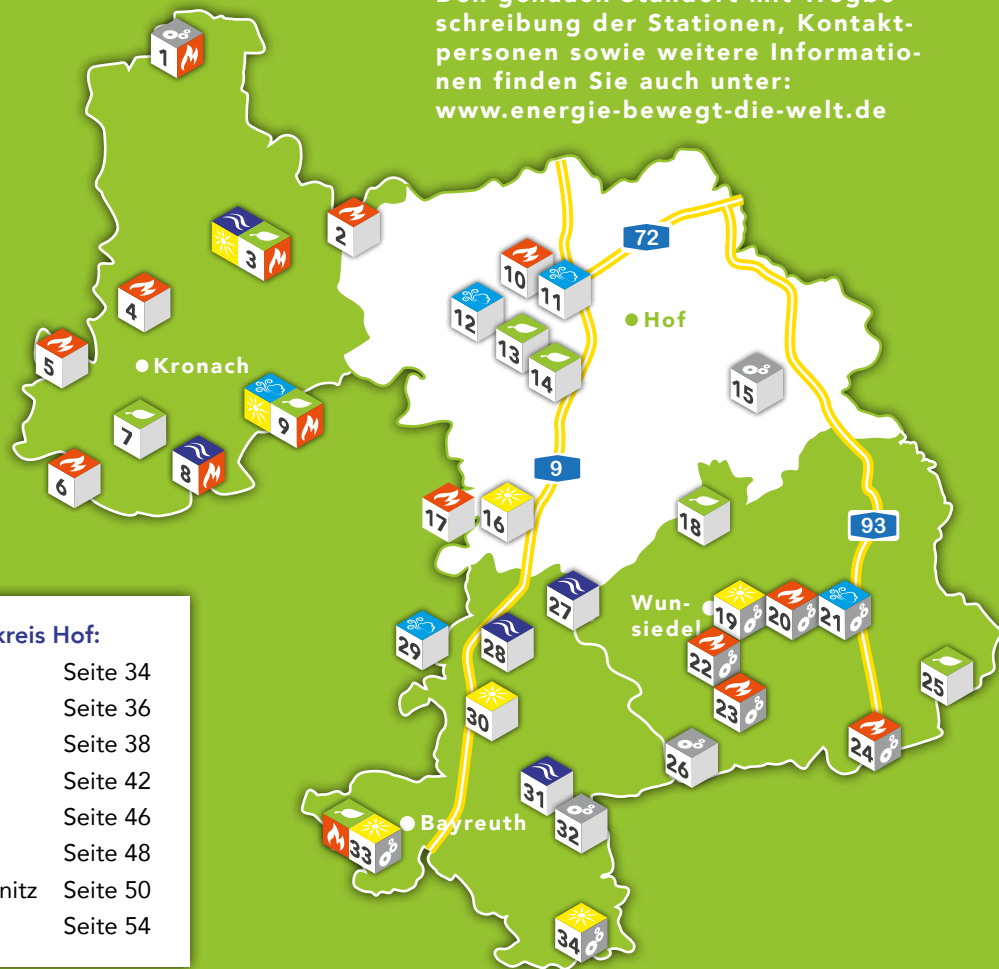 schreibung der Stationen, Kontakt-
personen sowie weitere Informatio-
nen finden Sie auch unter:
www.energie-bewegt-die-welt.de
1
2
3
4
5
Kronach
6
7
8
9
10
11
12
13
14
Hof
15
72
9
93
16
17
18
Wun-
siedel
19
20
21
22
23
24
25
26
27
28
29
30
31
32
Bayreuth
33
34
kreis Hof:
Seite 34
Seite 36
Seite 38
Seite 42
Seite 46
Seite 48
nitz Seite 50
Seite 54